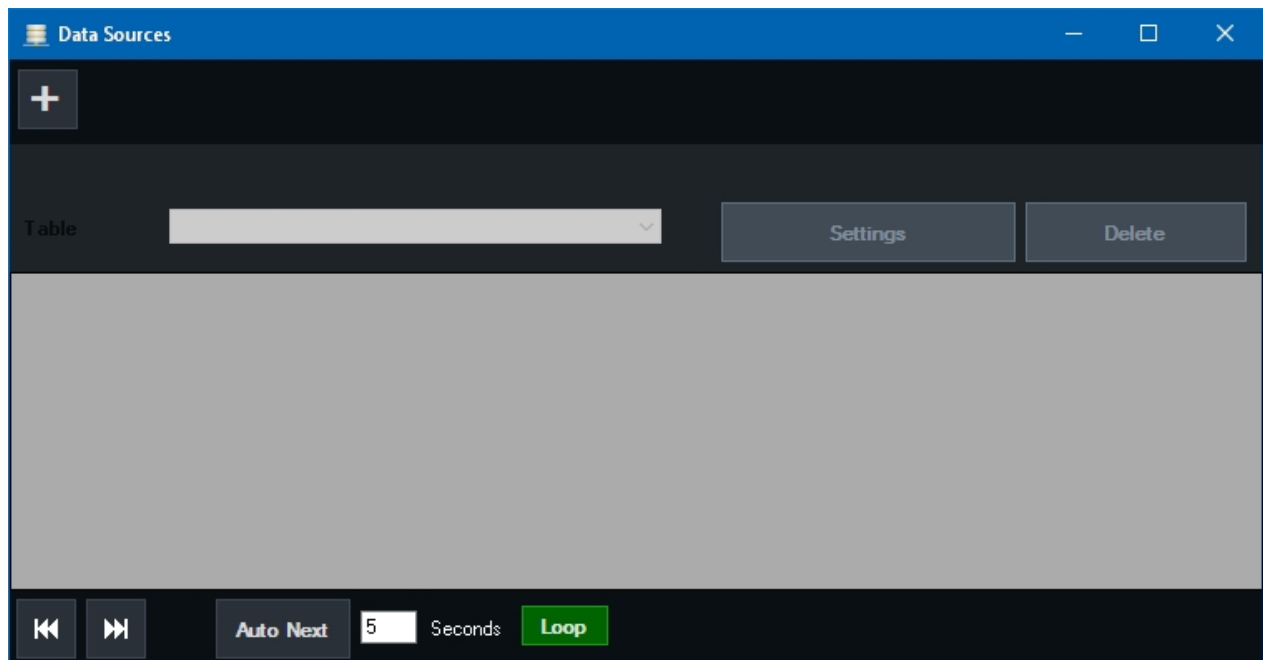 Data Sources
Table
Settings
Delete
Auto Next
5
Seconds
Loop